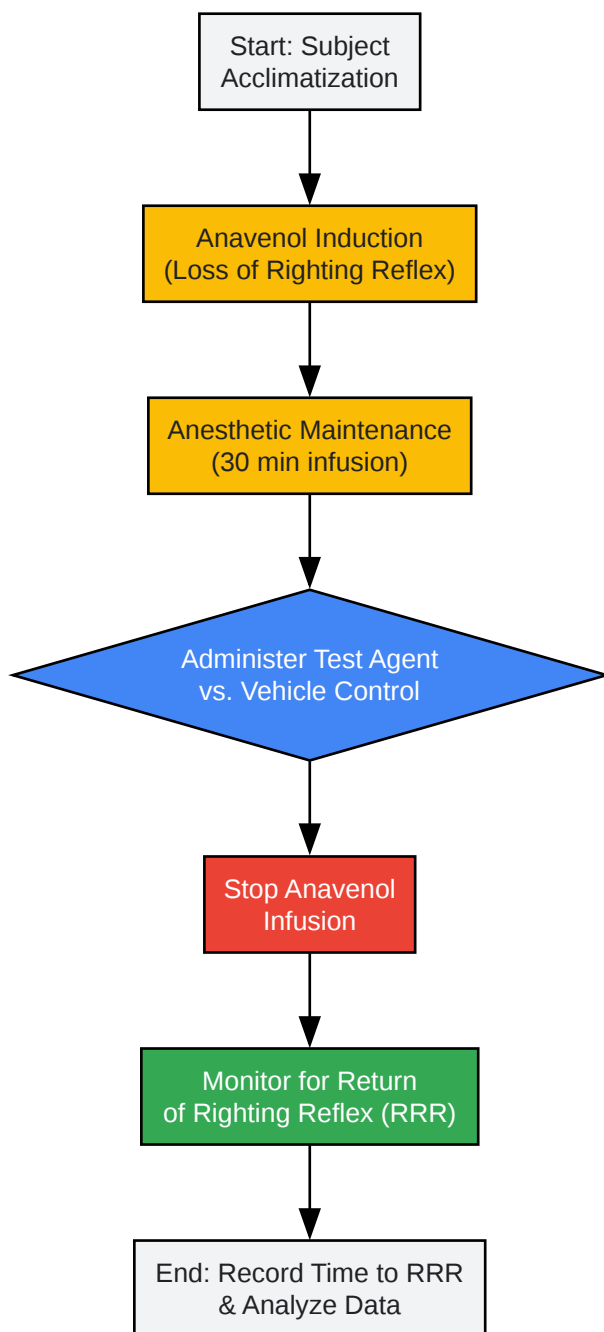 Start: Subject
Acclimatization
Anavenol Induction
(Loss of Righting Reflex)
Anesthetic Maintenance
(30 min infusion)
Administer Test Agent
vs. Vehicle Control
Stop Anavenol
Infusion
Monitor for Return
of Righting Reflex (RRR)
End: Record Time to RRR
& Analyze Data